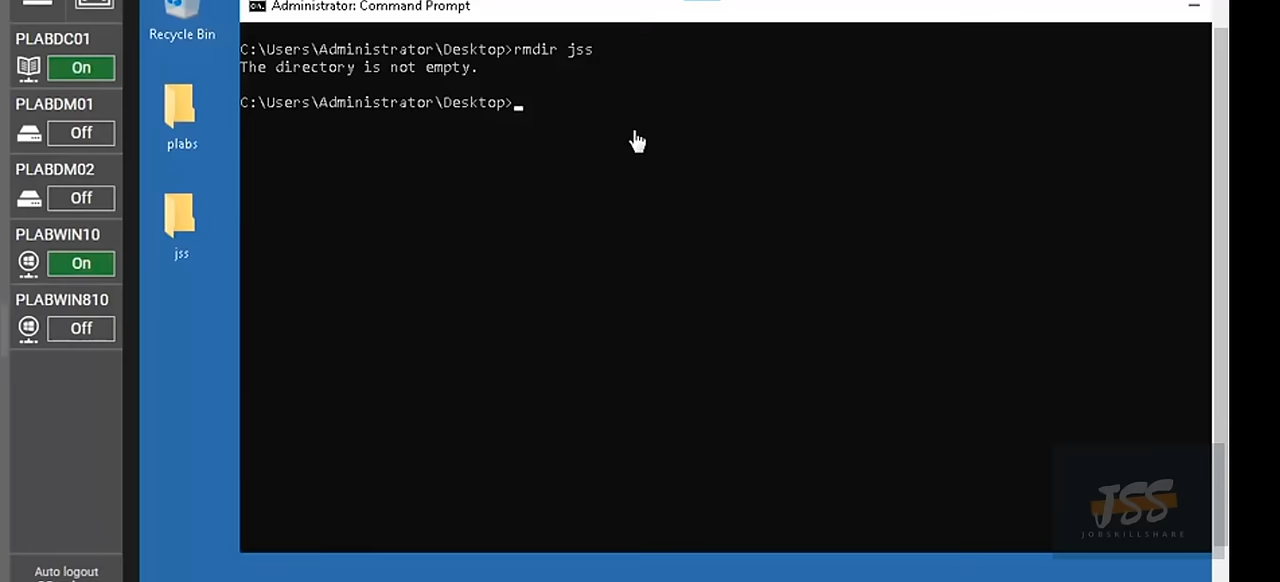 PLABDC01
On
PLABDM01
Off
PLABDM02
Off
PLABWIN10
On
PLABWIN810
Off
Auto logout
Recycle Bin
plabs
jss
Administrator: Command Prompt
C:\Users\Administrator\Desktop>rmdir jss
The directory is not empty.
C:\Users\Administrator\Desktop>
JSS
JOBSKILLSHARE